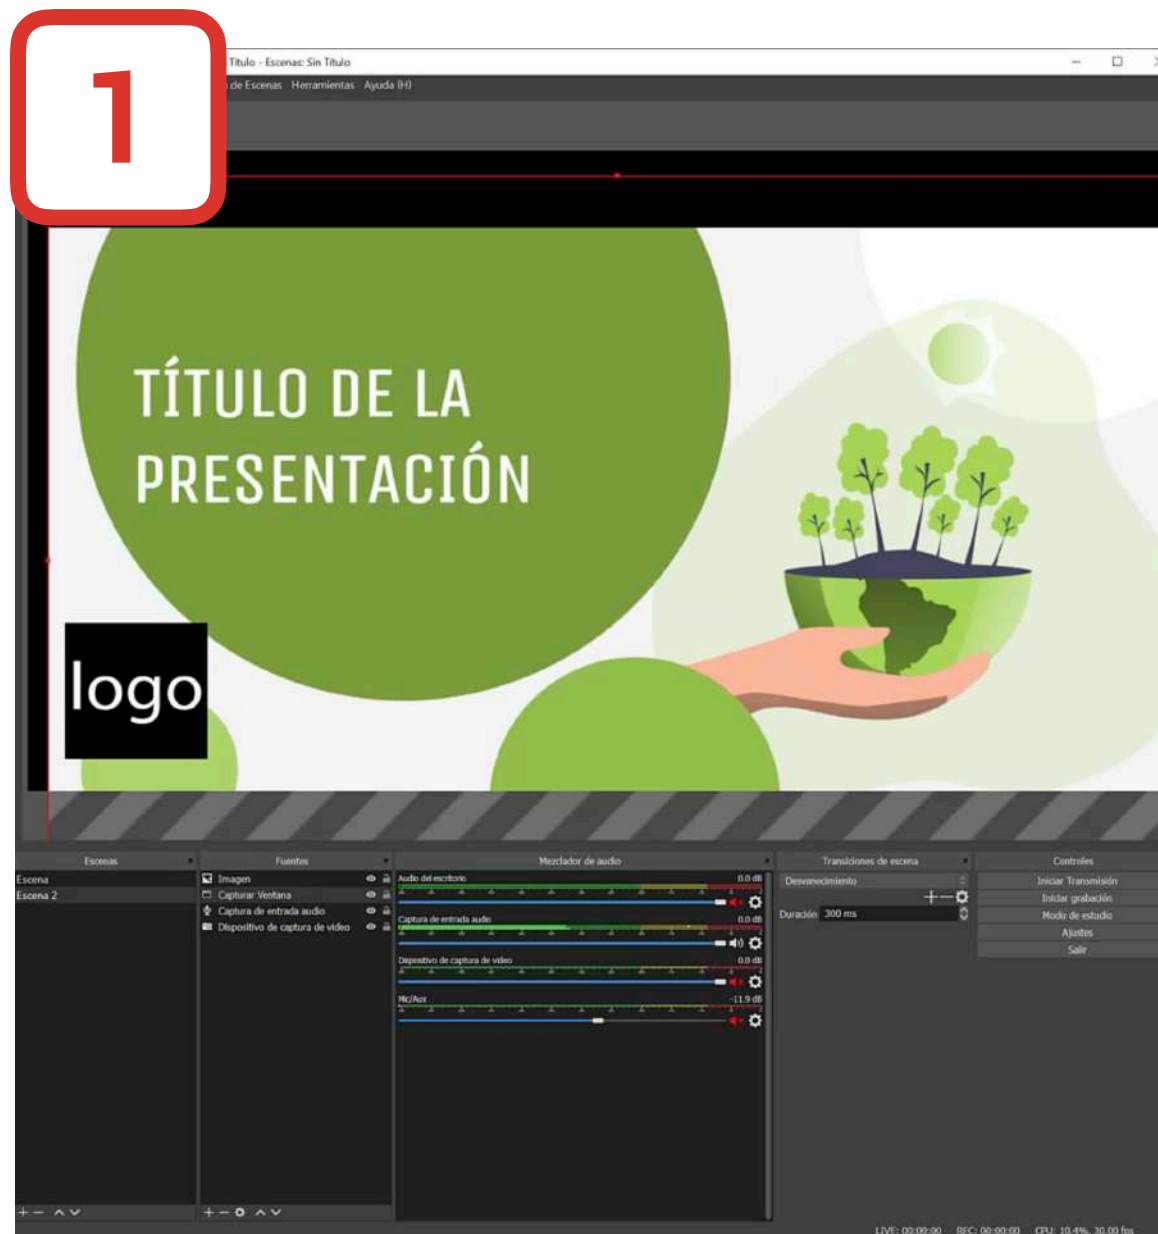 1
Título - Escenas: Sin Título
de Escenas Herramientas Ayuda (H)
TÍTULO DE LA
PRESENTACIÓN
logo
Escenas
Escena
Escena 2
Fuentes
Imagen
Capturar Ventana
Captura de entrada audio
Dispositivo de captura de vídeo
Mezclador de audio
Audio del escritorio 0.0 dB
Captura de entrada audio 0.0 dB
Dispositivo de captura de vídeo 0.0 dB
Mic/Aux -11.9 dB
Transiciones de escena
Desvanecimiento
Duración 300 ms
Controles
Iniciar Transmisión
Iniciar grabación
Modo de estudio
Ajustes
Salir
LIVE: 00:00:00 REC: 00:00:00 CPU: 10.4%, 30.00 fps